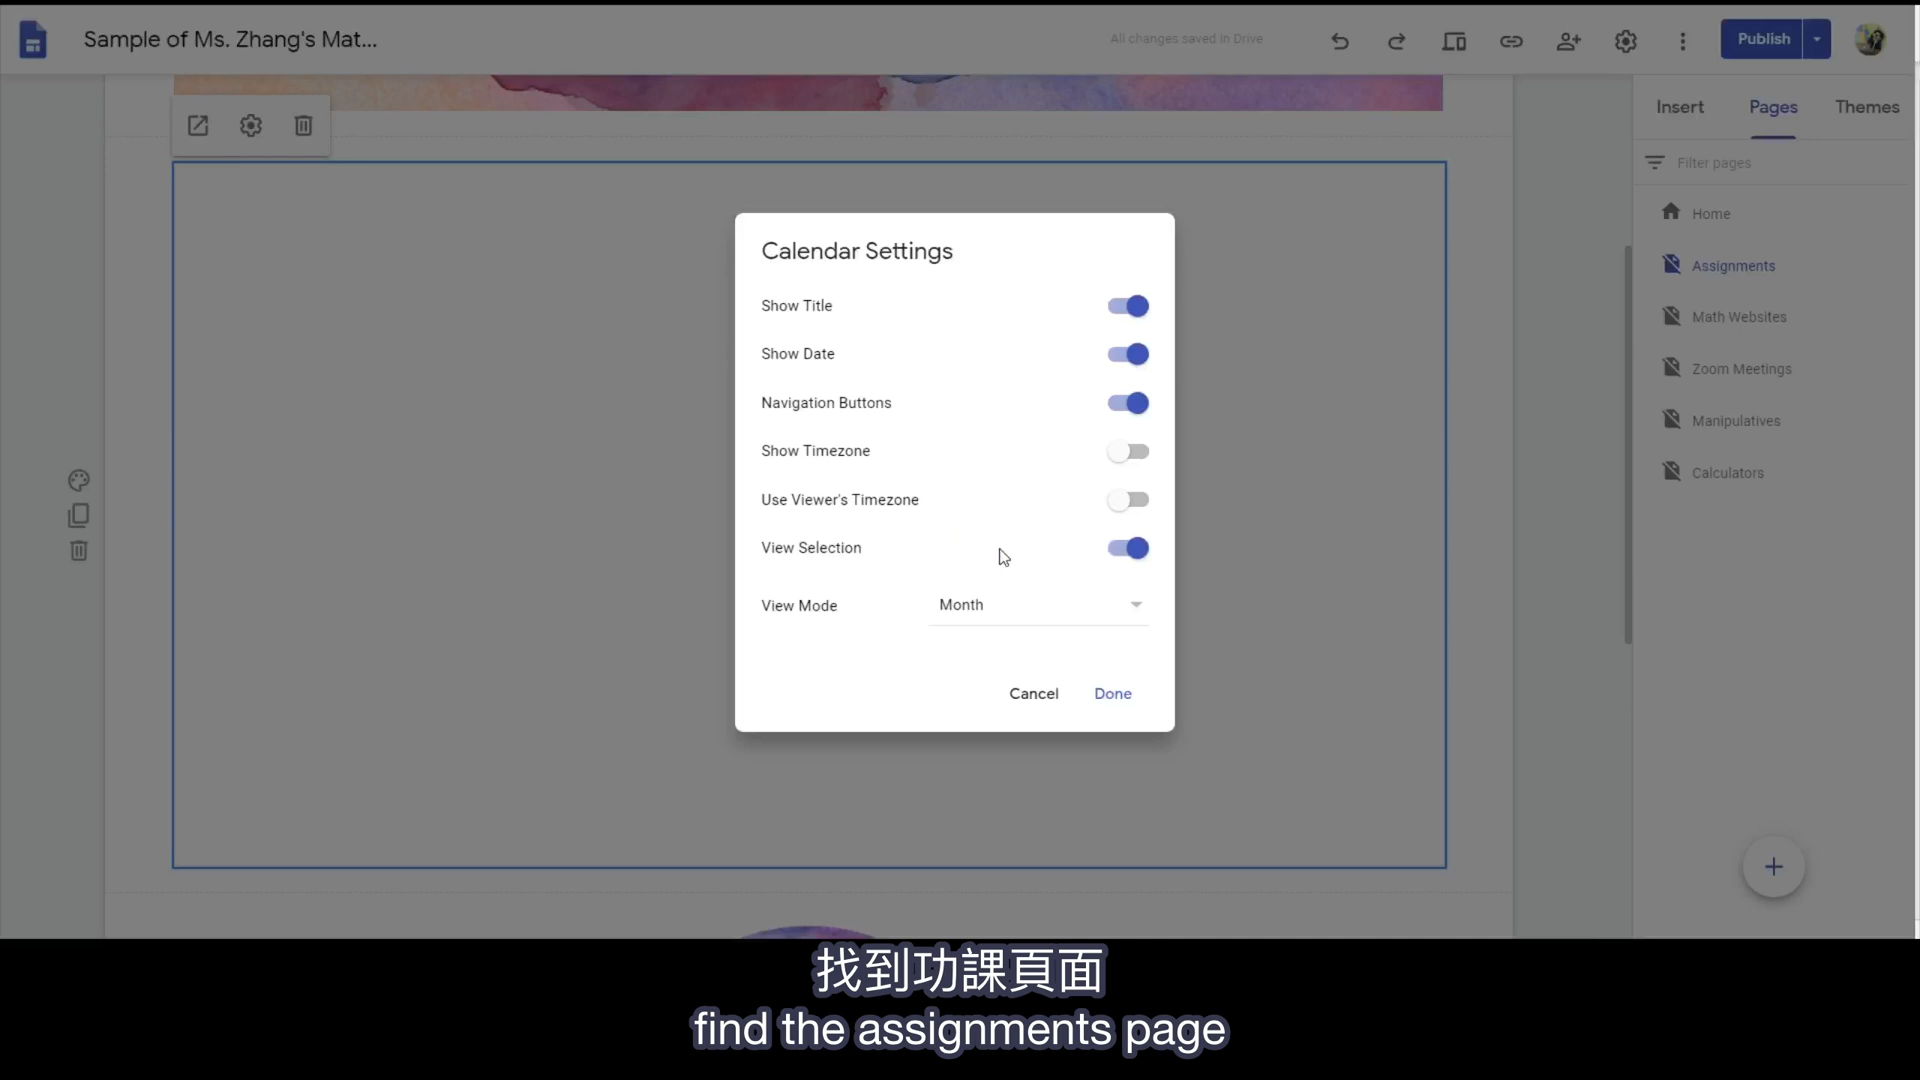 Sample of Ms. Zhang's Mat...
All changes saved in Drive
Publish
Insert
Pages
Themes
Filter pages
Home
Assignments
Math Websites
Zoom Meetings
Manipulatives
Calculators
Calendar Settings
Show Title
Show Date
Navigation Buttons
Show Timezone
Use Viewer's Timezone
View Selection
View Mode
Month
Cancel
Done
找到功課頁面
find the assignments page